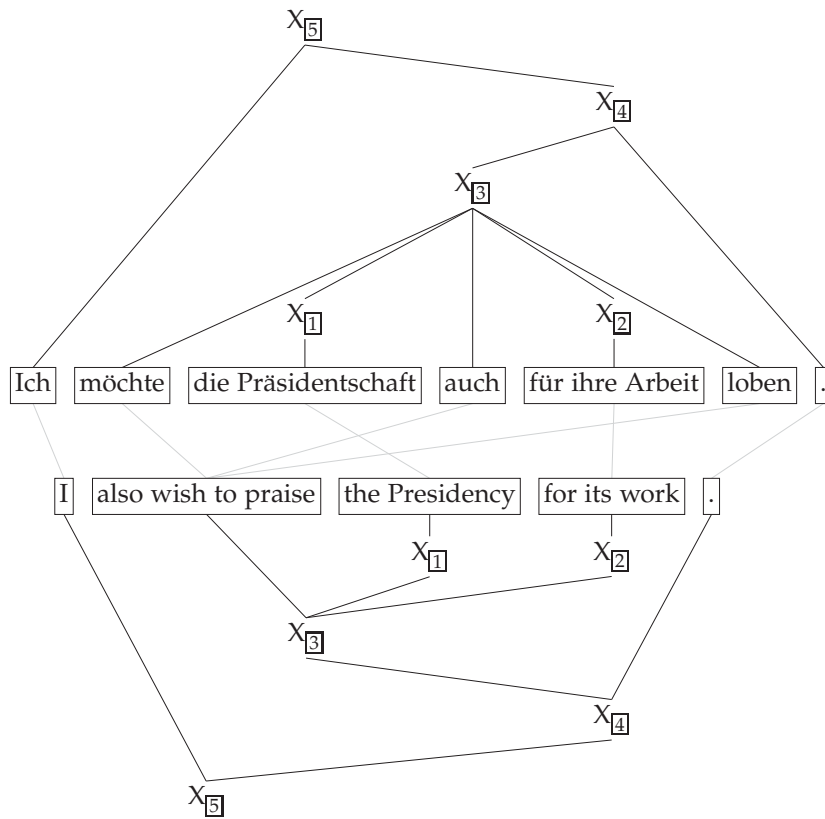 X5
X4
X3
X1 X2
Ich möchte die Präsidentschaft auch für ihre Arbeit loben .
I also wish to praise the Presidency for its work .
X1 X2
X3
X4
X5